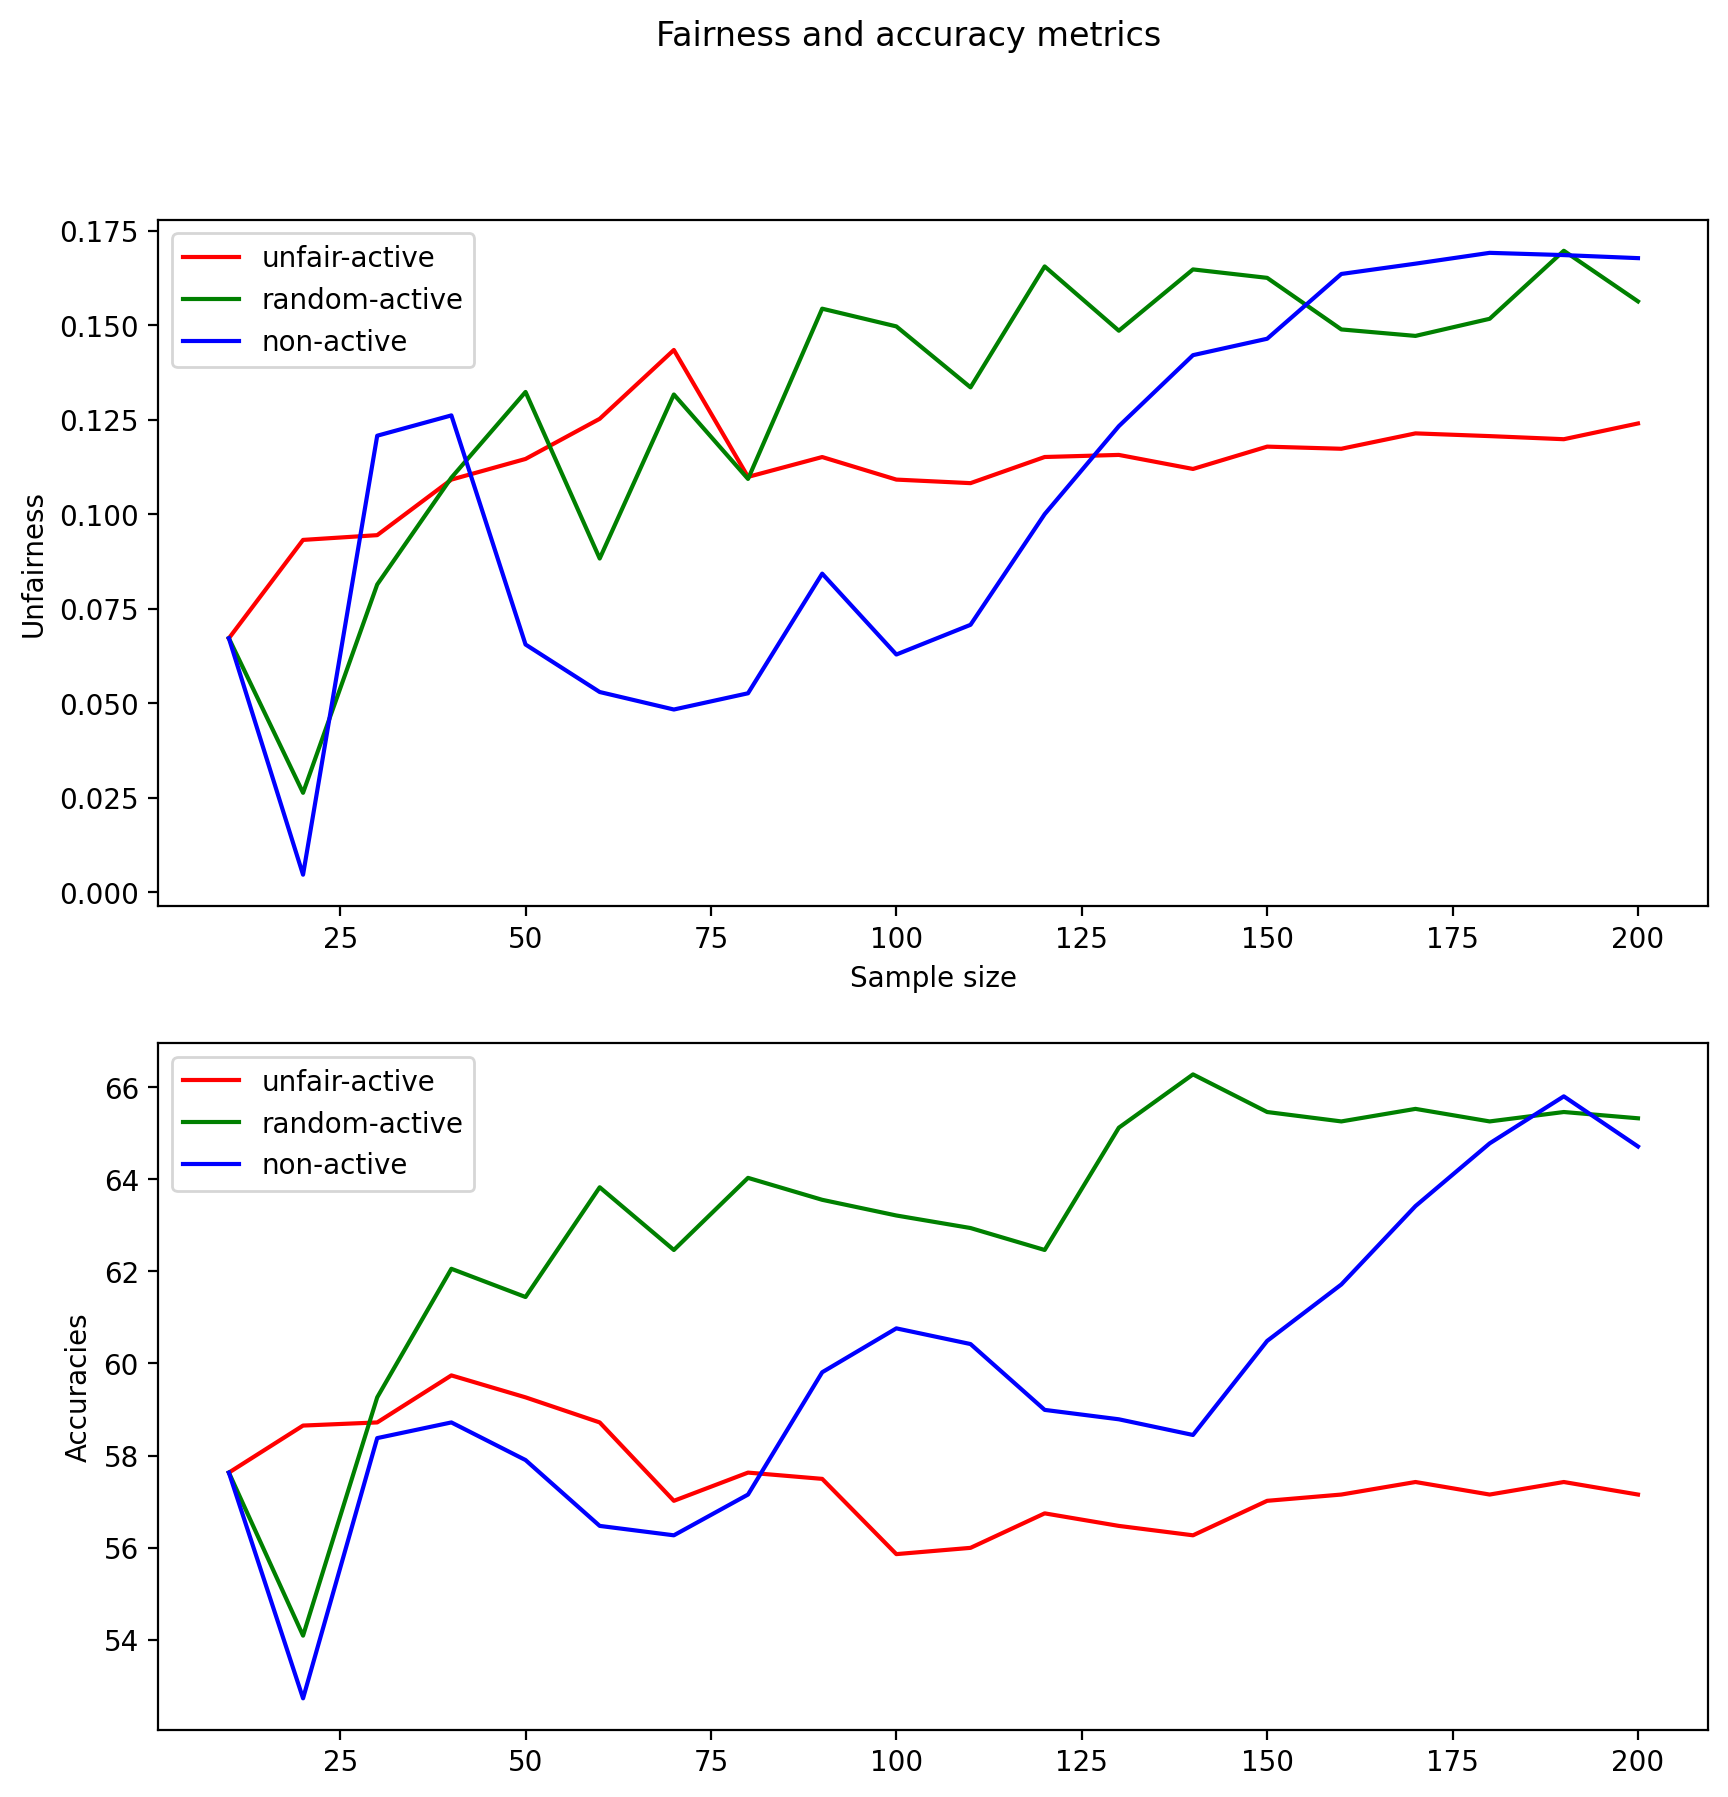 Fairness and accuracy metrics
0.175
0.150
0.125
0.100
0.075
0.050
0.025
0.000
Unfairness
unfair-active
random-active
non-active
25 50 75 100 125 150 175 200
Sample size
66
64
62
60
58
56
54
Accuracies
unfair-active
random-active
non-active
25 50 75 100 125 150 175 200